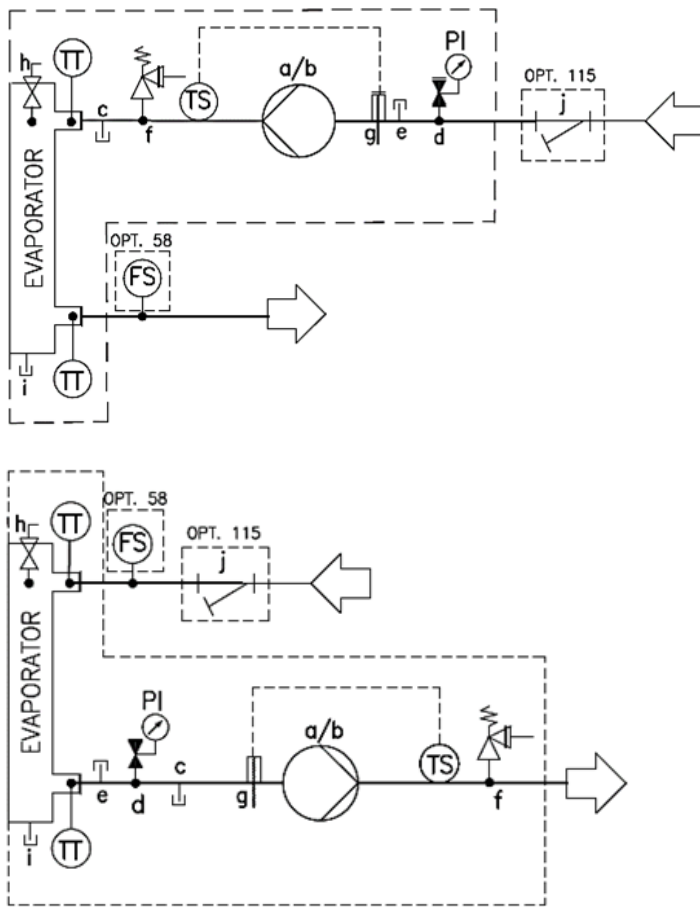 h
TT
c
f
TS
a/b
g
e
d
PI
OPT. 115
j
EVAPORATOR
OPT. 58
FS
i
TT
h
TT
OPT. 58
FS
OPT. 115
j
EVAPORATOR
e
PI
d
c
g
a/b
TS
f
i
TT